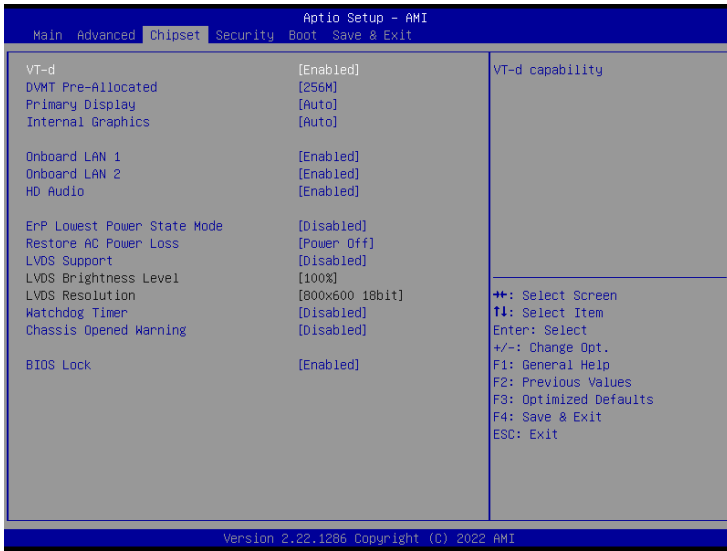 Aptio Setup – AMI
Main Advanced Chipset Security Boot Save & Exit
VT-d [Enabled]
DVMT Pre-Allocated [256M]
Primary Display [Auto]
Internal Graphics [Auto]
Onboard LAN 1 [Enabled]
Onboard LAN 2 [Enabled]
HD Audio [Enabled]
ErP Lowest Power State Mode [Disabled]
Restore AC Power Loss [Power Off]
LVDS Support [Disabled]
LVDS Brightness Level [100%]
LVDS Resolution [800x600 18bit]
Watchdog Timer [Disabled]
Chassis Opened Warning [Disabled]
BIOS Lock [Enabled]
VT-d capability
→←: Select Screen
↑↓: Select Item
Enter: Select
+/-: Change Opt.
F1: General Help
F2: Previous Values
F3: Optimized Defaults
F4: Save & Exit
ESC: Exit
Version 2.22.1286 Copyright (C) 2022 AMI